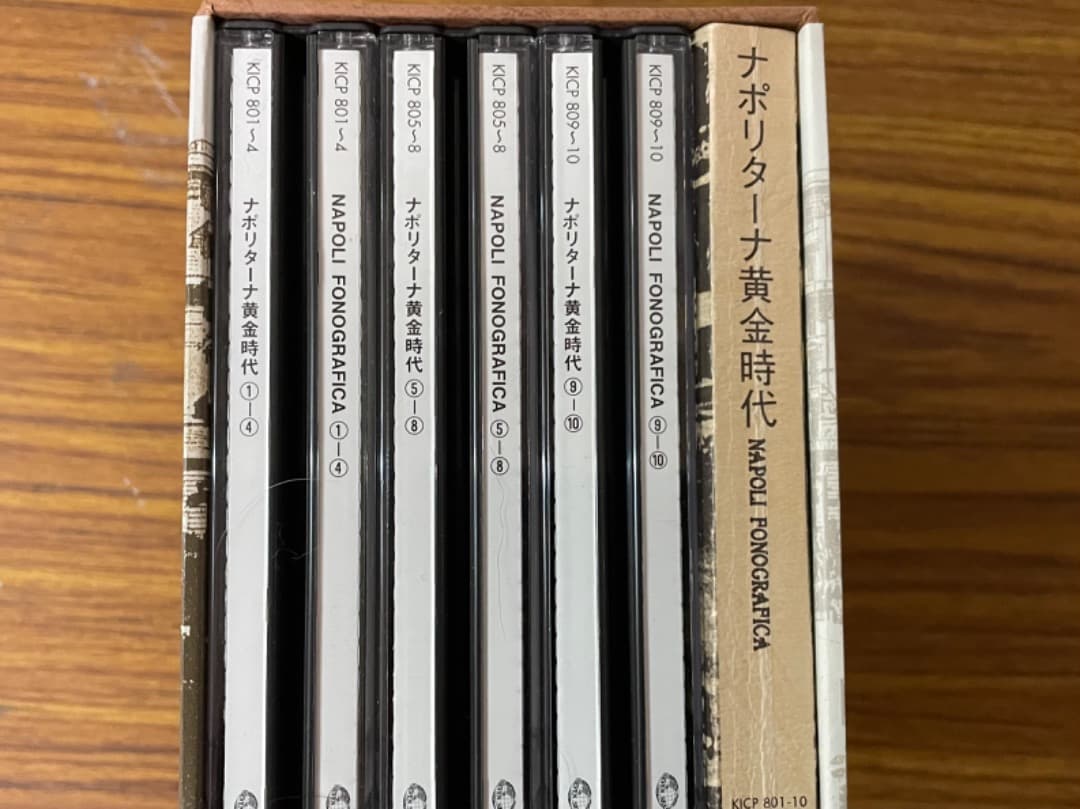 KICP 801〜4 ナポリターナ黄金時代 ①—④
KICP 801〜4 NAPOLI FONOGRAFICA ①—④
KICP 805〜8 ナポリターナ黄金時代 ⑤—⑧
KICP 805〜8 NAPOLI FONOGRAFICA ⑤—⑧
KICP 809〜10 ナポリターナ黄金時代 ⑨—⑩
KICP 809〜10 NAPOLI FONOGRAFICA ⑨—⑩
ナポリターナ黄金時代 NAPOLI FONOGRAFICA
KICP 801-10